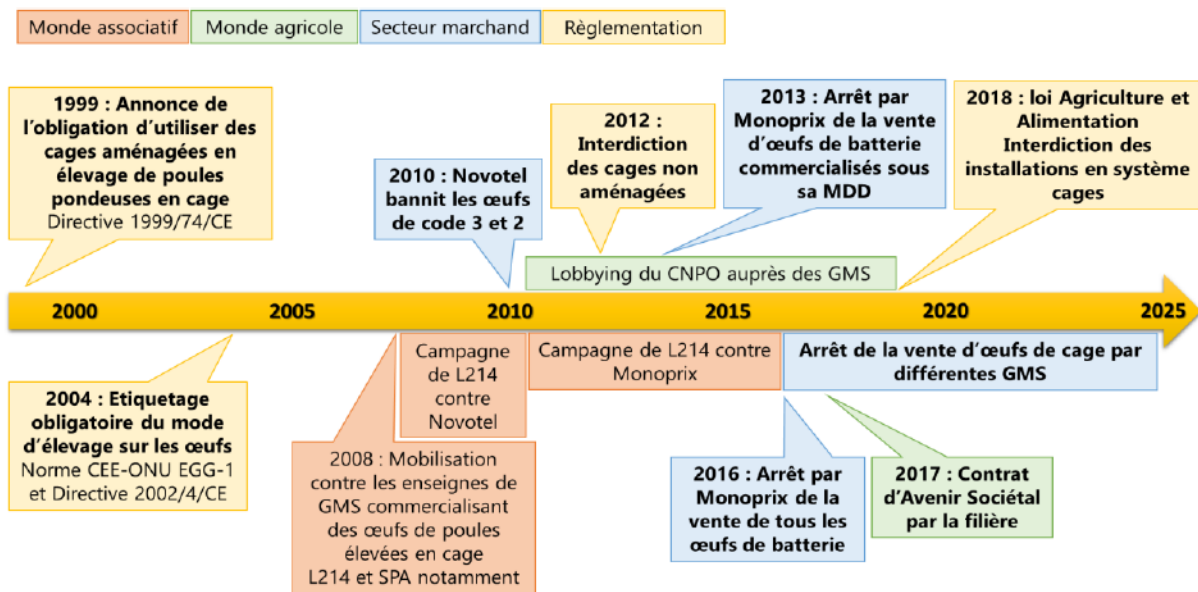 Monde associatif
Monde agricole
Secteur marchand
Règlementation
1999 : Annonce de
l'obligation d'utiliser des
cages aménagées en
élevage de poules
pondeuses en cage
Directive 1999/74/CE
2010 : Novotel
bannit les œufs
de code 3 et 2
2012 :
Interdiction
des cages non
aménagées
2013 : Arrêt par
Monoprix de la vente
d'œufs de batterie
commercialisés sous
sa MDD
2018 : loi Agriculture et
Alimentation
Interdiction des
installations en système
cages
Lobbying du CNPO auprès des GMS
2000
2005
2010
2015
2020
2025
2004 : Etiquetage
obligatoire du mode
d'élevage sur les œufs
Norme CEE-ONU EGG-1
et Directive 2002/4/CE
Campagne
de L214
contre
Novotel
Campagne de L214 contre
Monoprix
Arrêt de la vente d'œufs de cage par
différentes GMS
2008 : Mobilisation
contre les enseignes de
GMS commercialisant
des œufs de poules
élevées en cage
L214 et SPA notamment
2016 : Arrêt par
Monoprix de la
vente de tous les
œufs de batterie
2017 : Contrat
d'Avenir Sociétal
par la filière